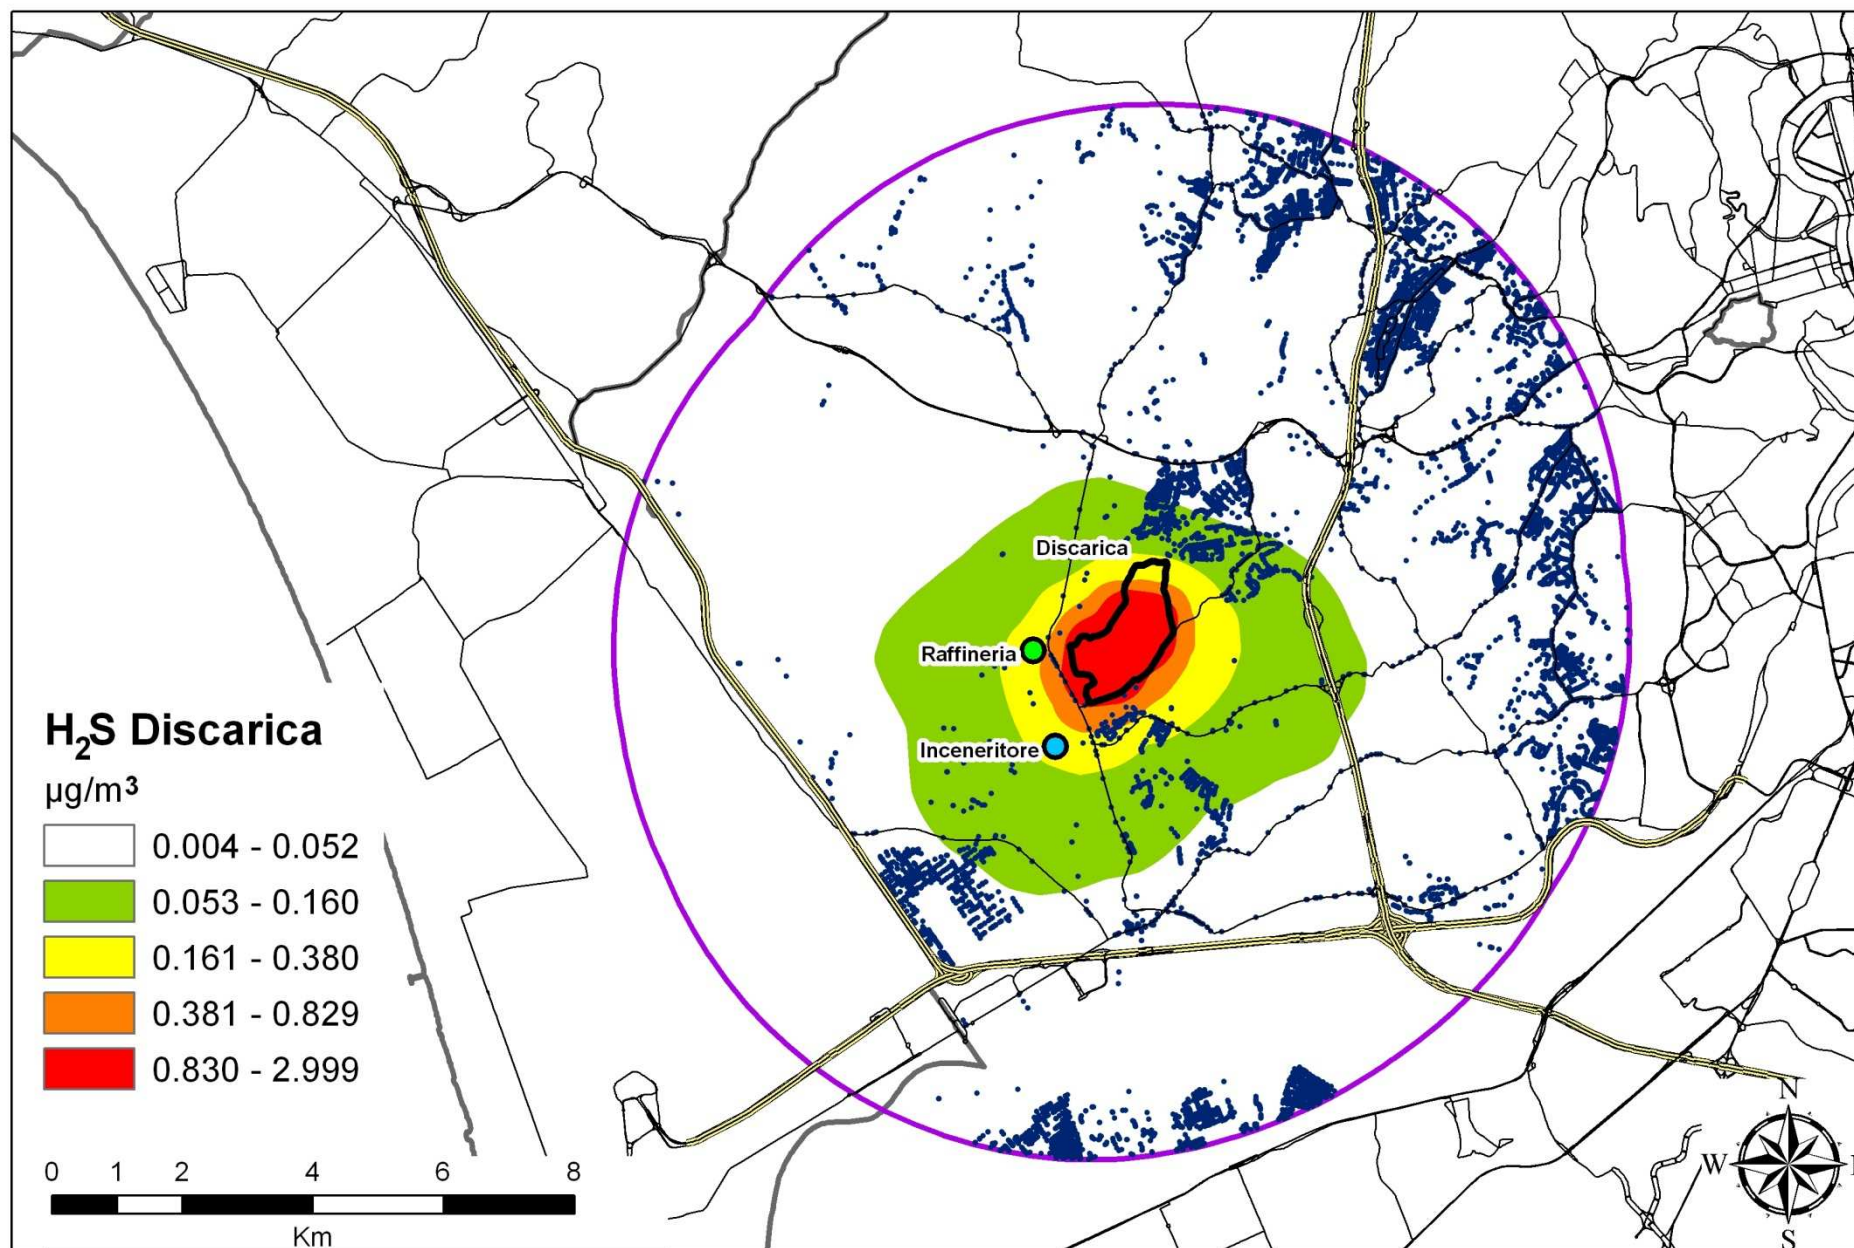 Discarica
Raffineria
Inceneritore
H₂S Discarica
µg/m³
0.004 - 0.052
0.053 - 0.160
0.161 - 0.380
0.381 - 0.829
0.830 - 2.999
0 1 2 4 6 8
Km
N
W
S